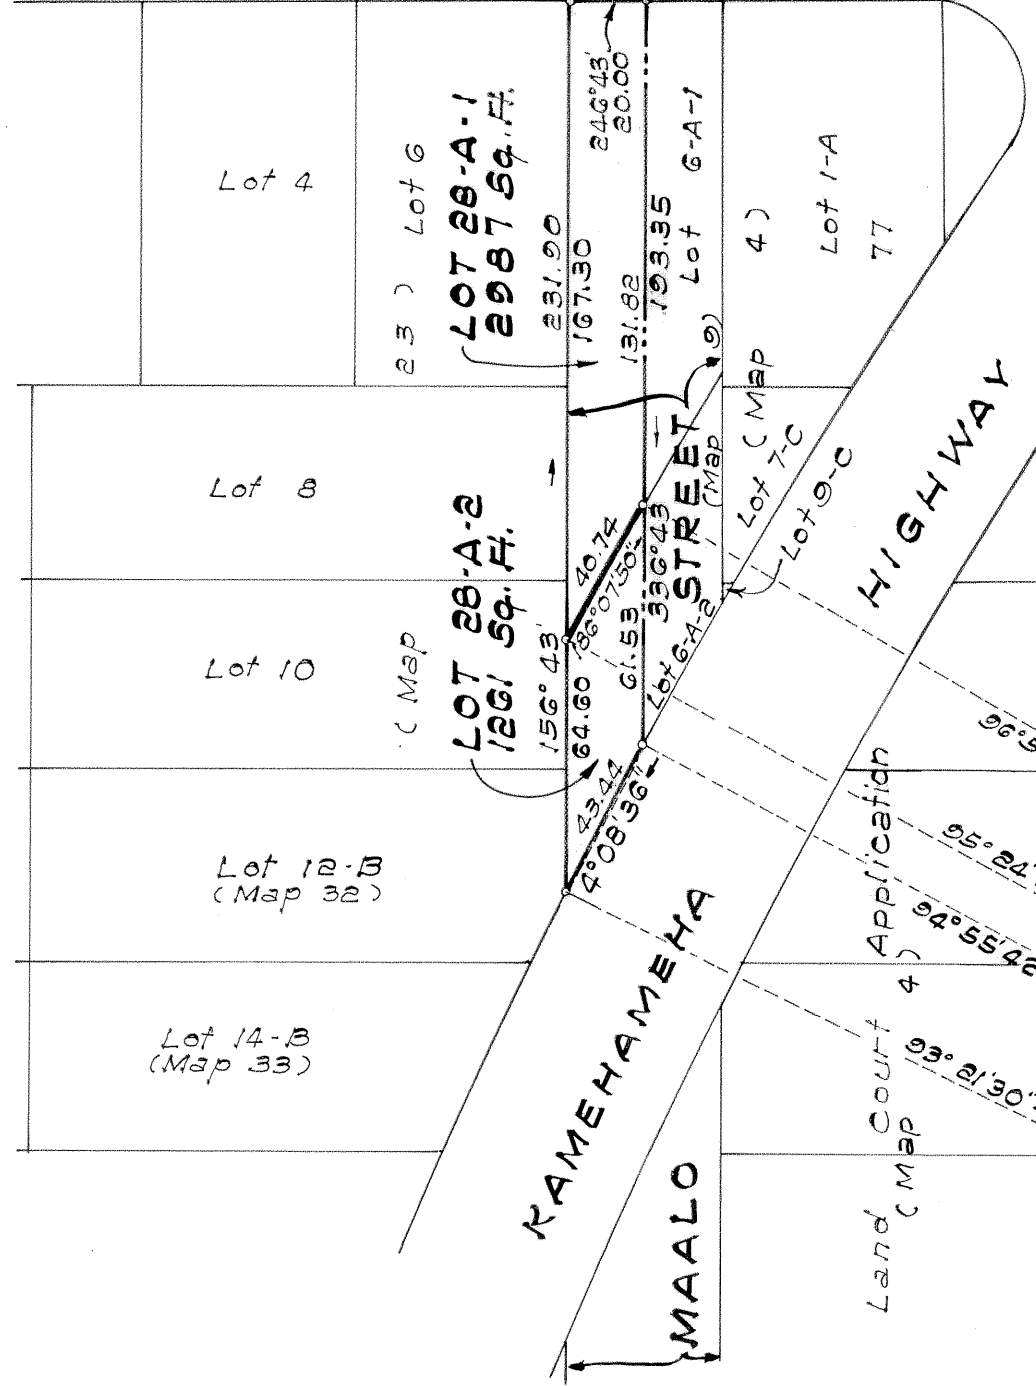 Lot 4
( Map 23 ) Lot 6
LOT 28-A-1
2987 Sq. Ft.
231.90
167.30
246°43'
20.00
131.82
193.35
Lot 6-A-1
( Map 4 )
Lot 1-A
77
Lot 8
LOT 28-A-2
1261 Sq. Ft.
156° 43'
64.60
40.74
186°07'50"
61.53
336°43'
MAALO STREET
(Map 9)
Lot 7-C
Lot 9-C
Lot 6-A-2
Lot 10
43.44
4°08'36"
KAMEHAMEHA HIGHWAY
Lot 12-B
(Map 32)
Lot 14-B
(Map 33)
Land Court Application
( Map 4 )
95° 24'
94°55'42
93° 21'30"